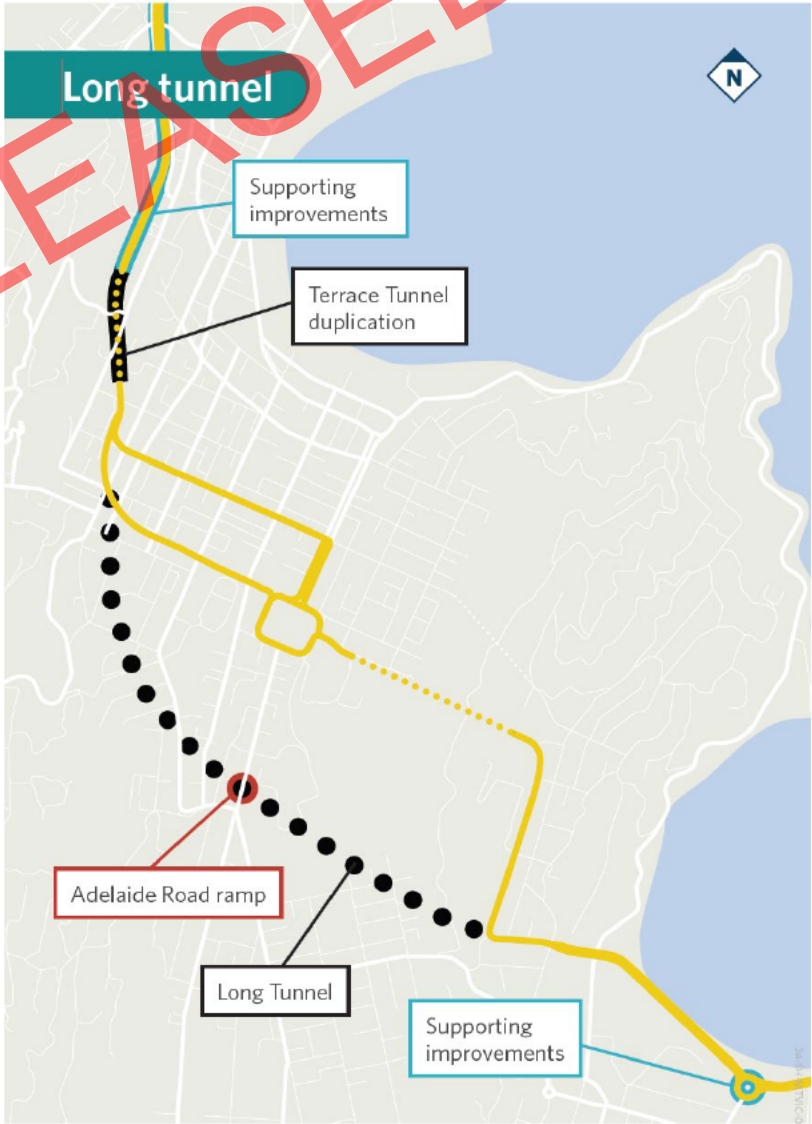 Long tunnel
N
Supporting
improvements
Terrace Tunnel
duplication
Adelaide Road ramp
Long Tunnel
Supporting
improvements